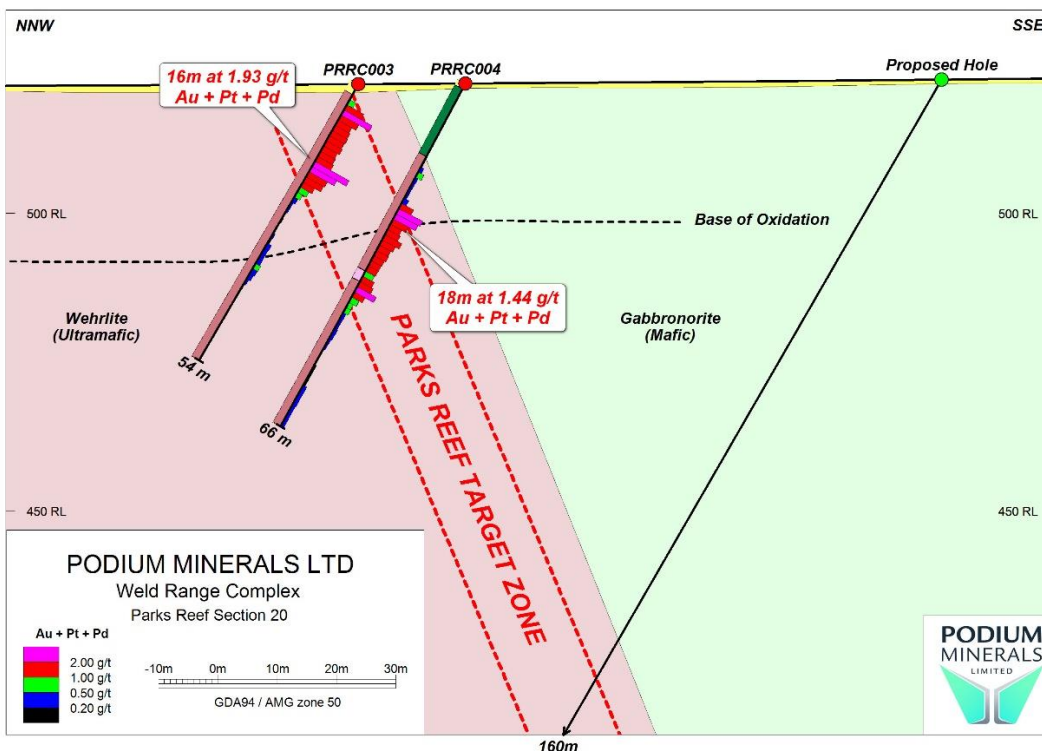 NNW
SSE
16m at 1.93 g/t
Au + Pt + Pd
PRRC003
PRRC004
Proposed Hole
500 RL
500 RL
Base of Oxidation
Wehrlite
(Ultramafic)
18m at 1.44 g/t
Au + Pt + Pd
Gabbronorite
(Mafic)
54 m
66 m
PARKS REEF TARGET ZONE
450 RL
450 RL
PODIUM MINERALS LTD
Weld Range Complex
Parks Reef Section 20
Au + Pt + Pd
2.00 g/t
1.00 g/t
0.50 g/t
0.20 g/t
-10m 0m 10m 20m 30m
GDA94 / AMG zone 50
PODIUM
MINERALS
LIMITED
160m